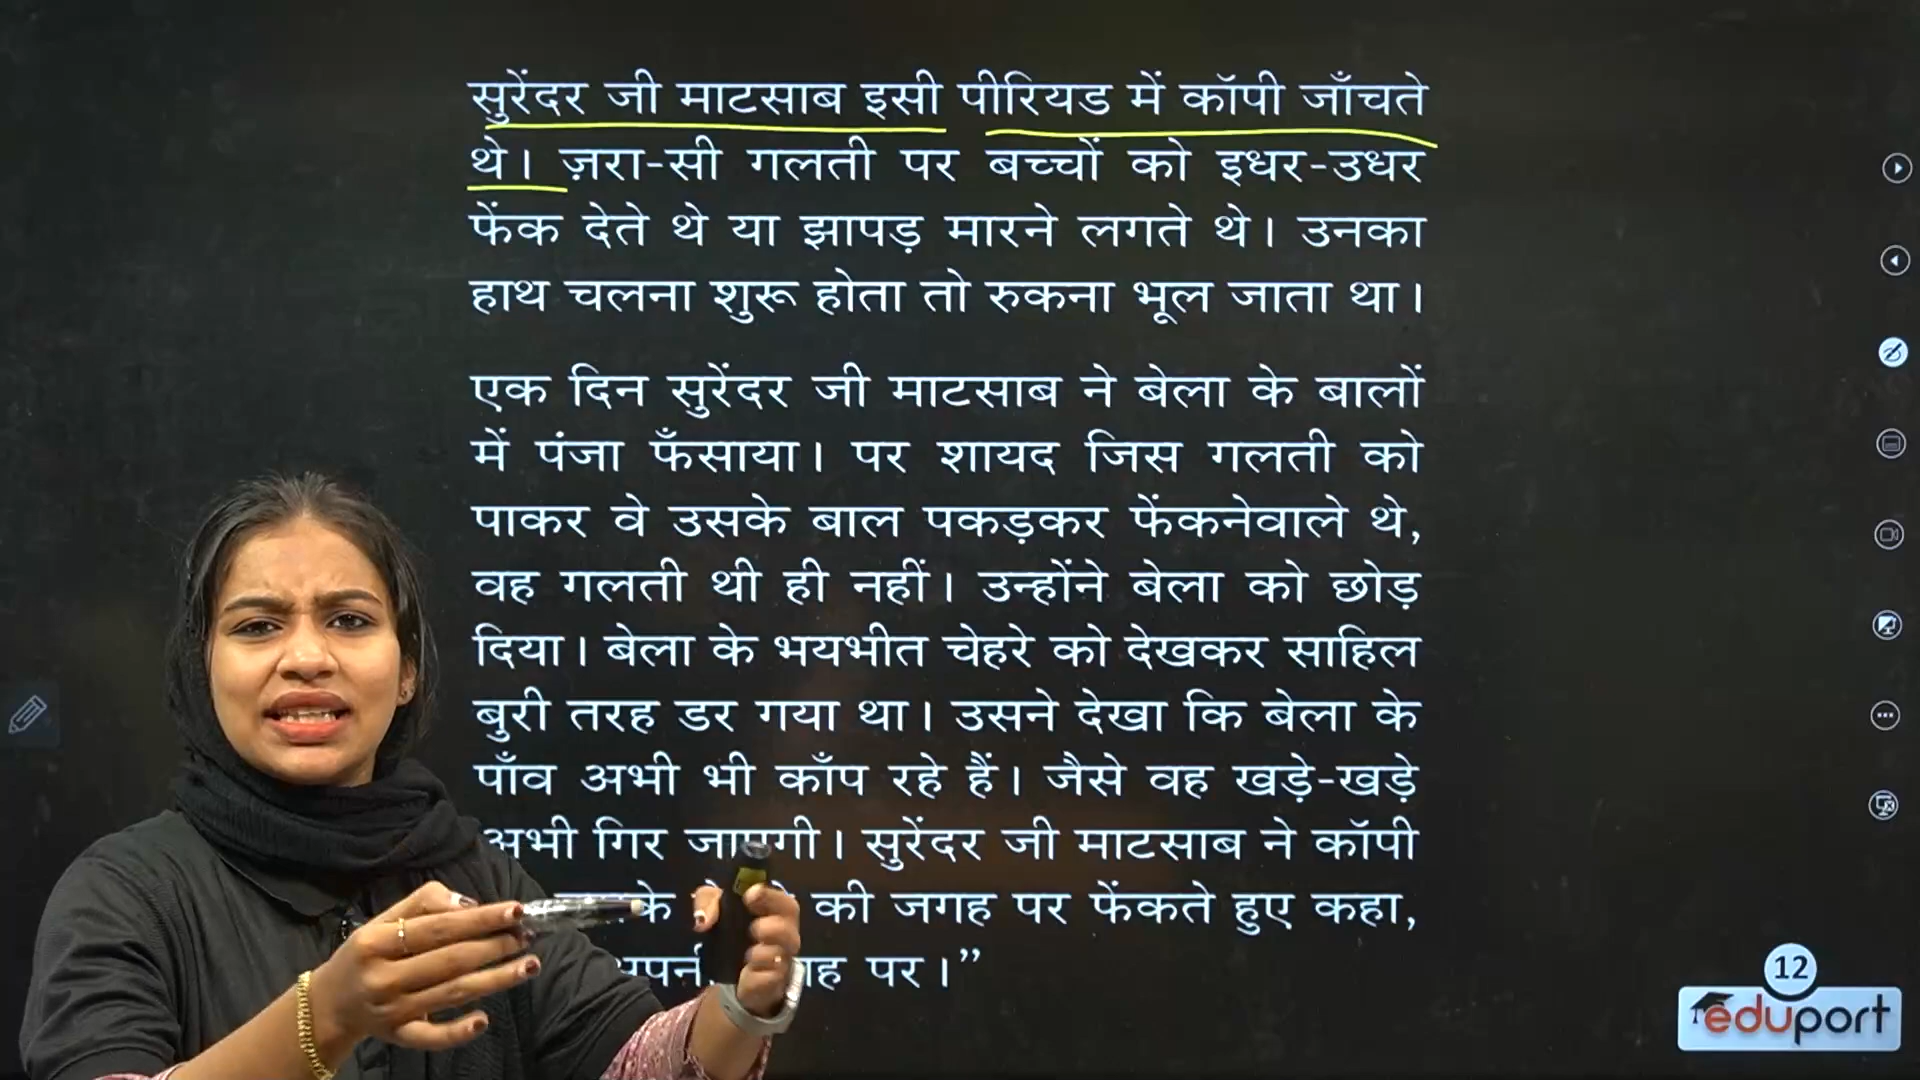 सुरेंदर जी माटसाब इसी पीरियड में कॉपी जाँचते
थे। ज़रा-सी गलती पर बच्चों को इधर-उधर
फेंक देते थे या झापड़ मारने लगते थे। उनका
हाथ चलना शुरू होता तो रुकना भूल जाता था।
एक दिन सुरेंदर जी माटसाब ने बेला के बालों
में पंजा फँसाया। पर शायद जिस गलती को
पाकर वे उसके बाल पकड़कर फेंकनेवाले थे,
वह गलती थी ही नहीं। उन्होंने बेला को छोड़
दिया। बेला के भयभीत चेहरे को देखकर साहिल
बुरी तरह डर गया था। उसने देखा कि बेला के
पाँव अभी भी काँप रहे हैं। जैसे वह खड़े-खड़े
अभी गिर जाएगी। सुरेंदर जी माटसाब ने कॉपी
की जगह पर फेंकते हुए कहा,
पर।”
12
eduport